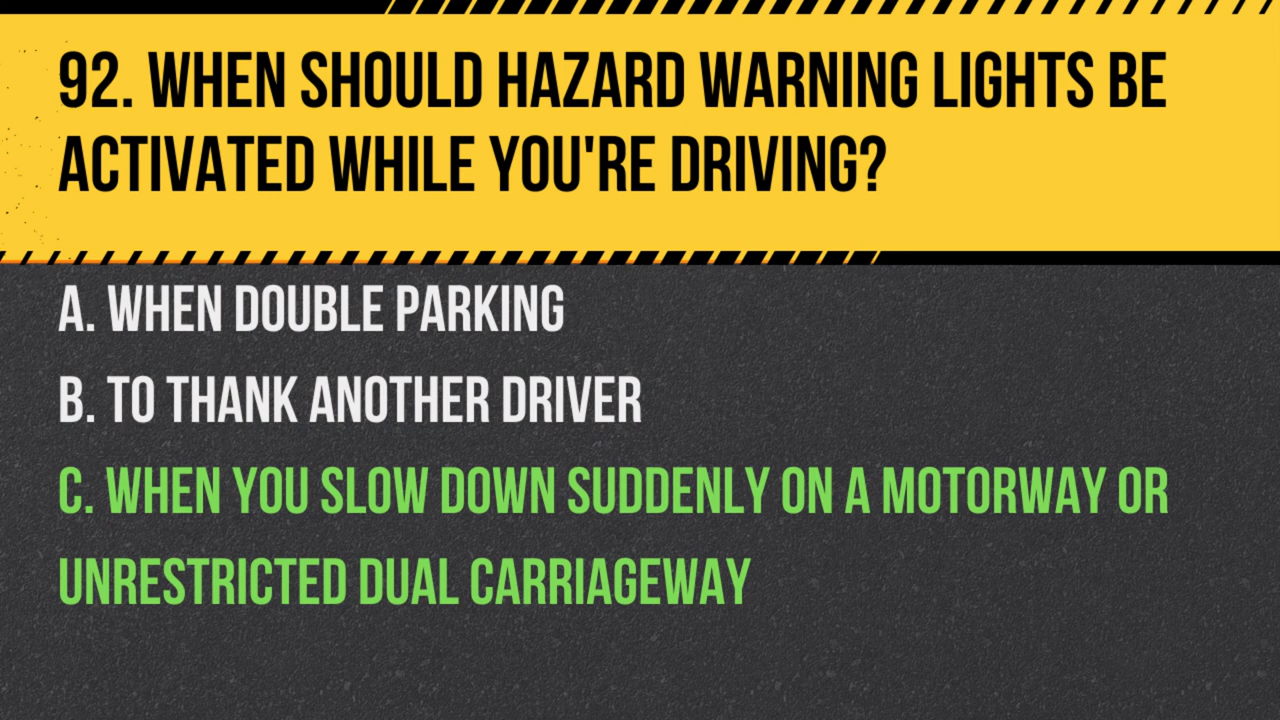 92. WHEN SHOULD HAZARD WARNING LIGHTS BE
ACTIVATED WHILE YOU'RE DRIVING?
A. WHEN DOUBLE PARKING
B. TO THANK ANOTHER DRIVER
C. WHEN YOU SLOW DOWN SUDDENLY ON A MOTORWAY OR
UNRESTRICTED DUAL CARRIAGEWAY